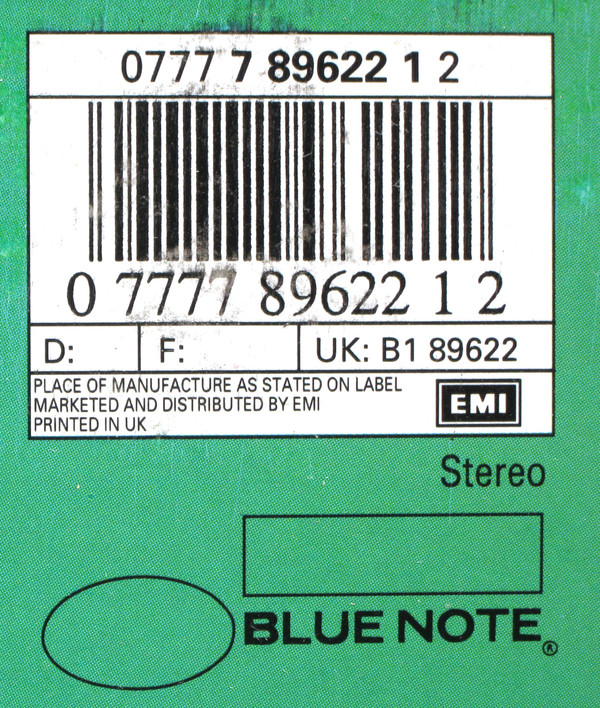 0777 7 89622 1 2
0 7777 89622 1 2
D: F: UK: B1 89622
PLACE OF MANUFACTURE AS STATED ON LABEL
MARKETED AND DISTRIBUTED BY EMI
PRINTED IN UK
EMI
Stereo
BLUE NOTE®